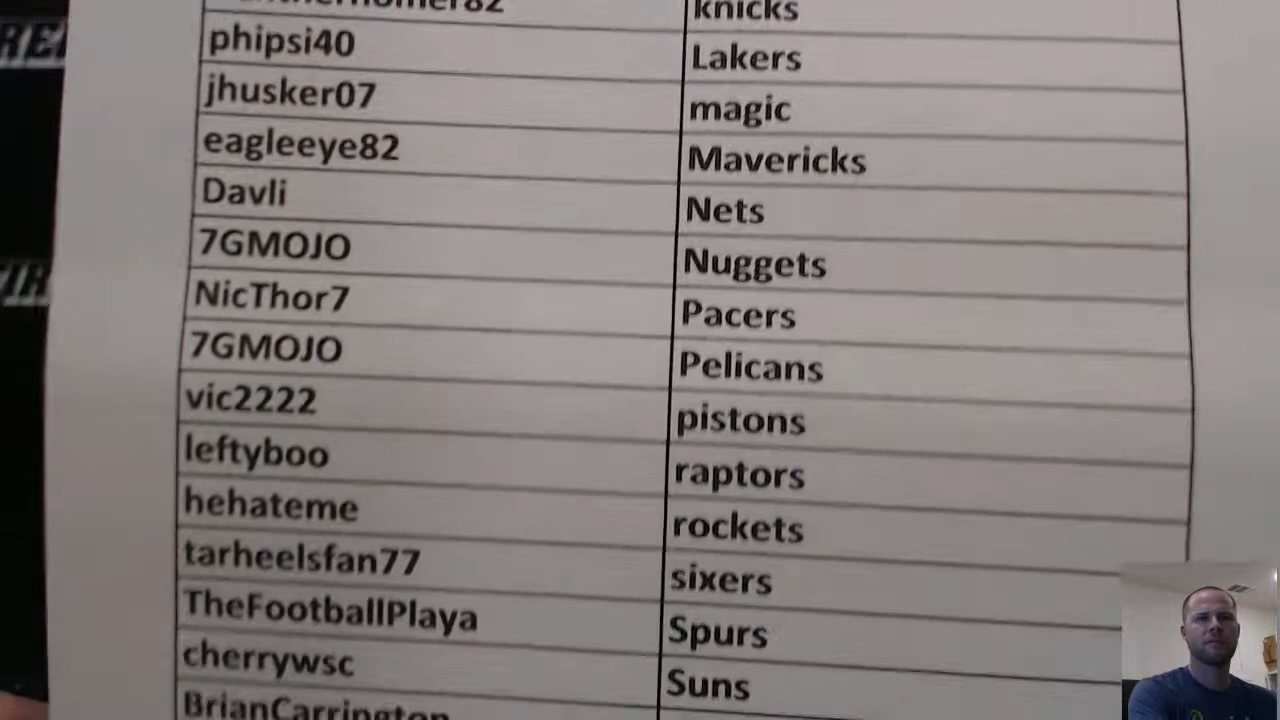 knicks
phipsi40 Lakers
jhusker07 magic
eagleeye82 Mavericks
Davli Nets
7GMOJO Nuggets
NicThor7 Pacers
7GMOJO Pelicans
vic2222 pistons
leftyboo raptors
hehateme rockets
tarheelsfan77 sixers
TheFootballPlaya Spurs
cherrywsc Suns
BrianCarrington